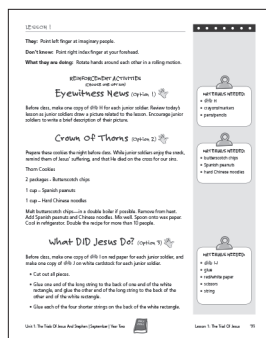 LESSON 1
They: Point left finger at imaginary people.
Don't know: Point right index finger at your forehead.
What they are doing: Rotate hands around each other in a rolling motion.
REINFORCEMENT ACTIVITIES
(CHOOSE ONE OPTION)
Eyewitness News (Option 1)
Before class, make one copy of H for each junior soldier. Review today's
lesson as junior soldiers draw a picture related to the lesson. Encourage junior
soldiers to write a brief description of their picture.
MATERIALS NEEDED:
• H
• crayons/markers
• pens/pencils
Crown Of Thorns (Option 2)
Prepare these cookies the night before class. While junior soldiers enjoy the snack,
remind them of Jesus' suffering, and that He died on the cross for our sins.
Thorn Cookies
2 packages – Butterscotch chips
1 cup – Spanish peanuts
1 cup – Hard Chinese noodles
Melt butterscotch chips—in a double boiler if possible. Remove from heat.
Add Spanish peanuts and Chinese noodles. Mix well. Spoon onto wax paper.
Cool in refrigerator. Double the recipe for more than 10 people.
MATERIALS NEEDED:
• butterscotch chips
• Spanish peanuts
• hard Chinese noodles
What DID Jesus Do? (Option 3)
Before class, make one copy of I on red paper for each junior soldier, and
make one copy of J on white cardstock for each junior soldier.
• Cut out all pieces.
• Glue one end of the long string to the back of one end of the white
rectangle, and glue the other end of the long string to the back of the
other end of the white rectangle.
• Glue each of the four shorter strings on the back of the white rectangle.
MATERIALS NEEDED:
• glue
• red/white paper
• scissors
• string
Unit 1: The Trials Of Jesus And Stephen | September | Year Two
Lesson 1: The Trial Of Jesus